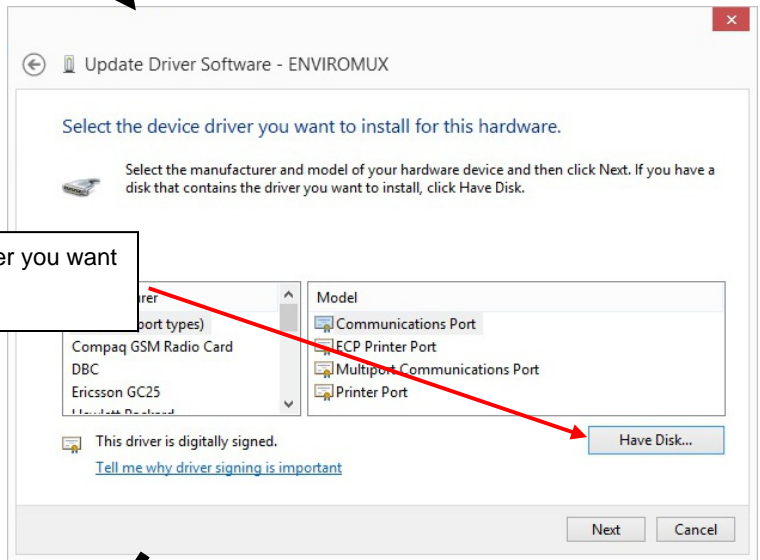 Update Driver Software - ENVIROMUX
Select the device driver you want to install for this hardware.
Select the manufacturer and model of your hardware device and then click Next. If you have a
disk that contains the driver you want to install, click Have Disk.
er you want
urer
Model
port types)
Compaq GSM Radio Card
DBC
Ericsson GC25
Communications Port
ECP Printer Port
Multiport Communications Port
Printer Port
This driver is digitally signed.
Tell me why driver signing is important
Have Disk...
Next
Cancel